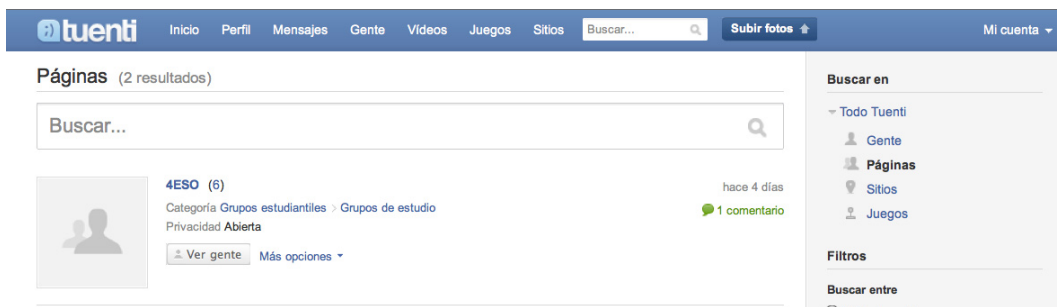 tuenti Inicio Perfil Mensajes Gente Vídeos Juegos Sitios Buscar... Subir fotos Mi cuenta
Páginas (2 resultados)
Buscar...
4ESO (6)
hace 4 días
Categoría Grupos estudiantiles > Grupos de estudio
1 comentario
Privacidad Abierta
Ver gente Más opciones
Buscar en
Todo Tuenti
Gente
Páginas
Sitios
Juegos
Filtros
Buscar entre